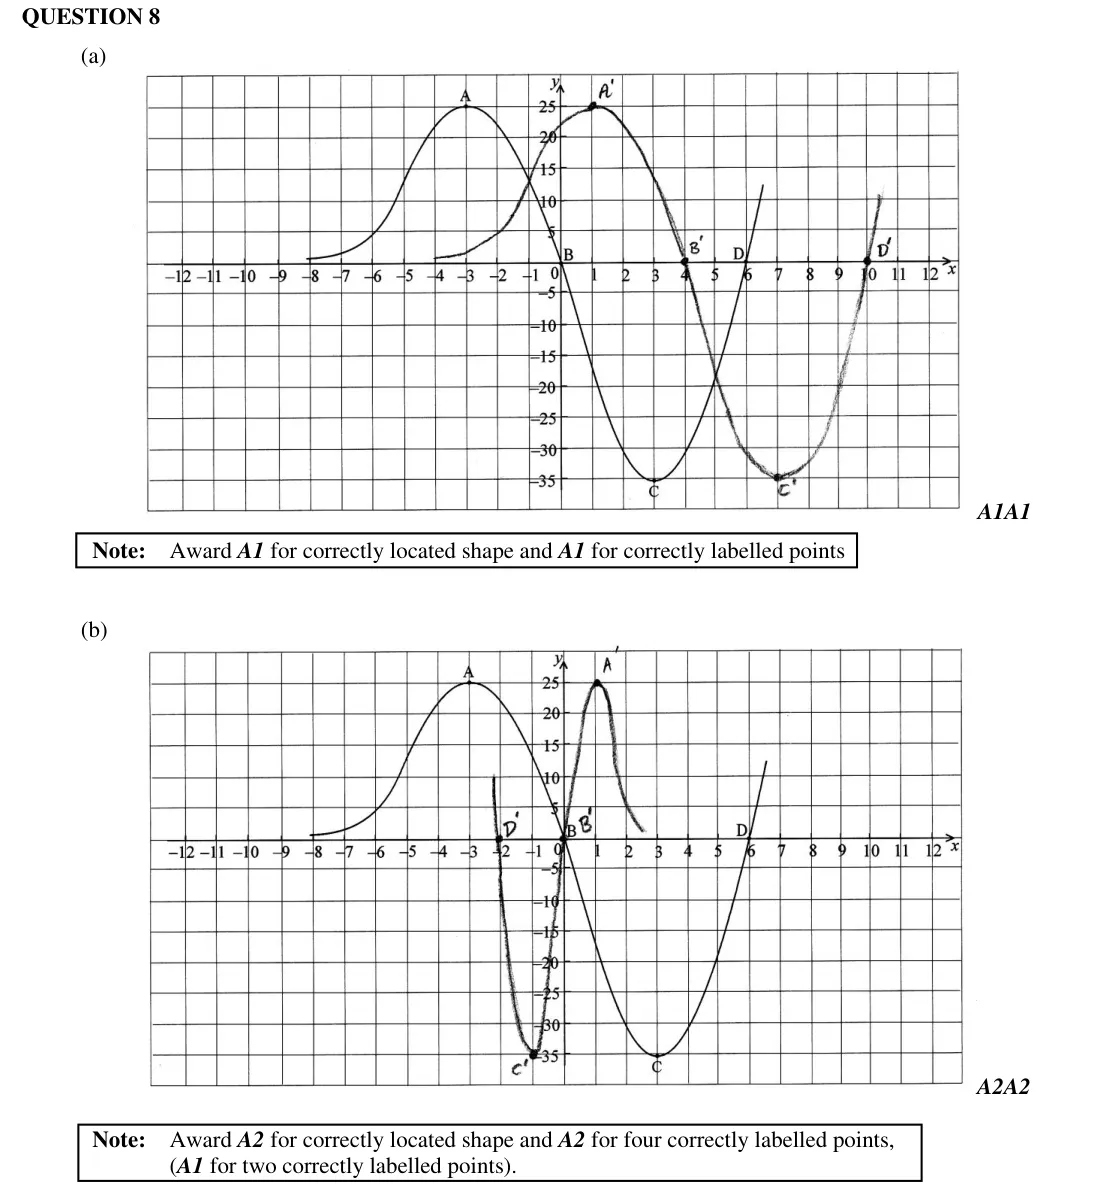 QUESTION 8
(a)
y
A
A'
25
20
15
10
5
B
B'
D
D'
−12 −11 −10 −9 −8 −7 −6 −5 −4 −3 −2 −1 0 1 2 3 4 5 6 7 8 9 10 11 12 x
−5
−10
−15
−20
−25
−30
−35
C
C'
A1A1
Note: Award A1 for correctly located shape and A1 for correctly labelled points
(b)
y
A
A'
25
20
15
10
5
D'
B B'
D
−12 −11 −10 −9 −8 −7 −6 −5 −4 −3 −2 −1 0 1 2 3 4 5 6 7 8 9 10 11 12 x
−5
−10
−15
−20
−25
−30
−35
C'
C
A2A2
Note: Award A2 for correctly located shape and A2 for four correctly labelled points,
(A1 for two correctly labelled points).